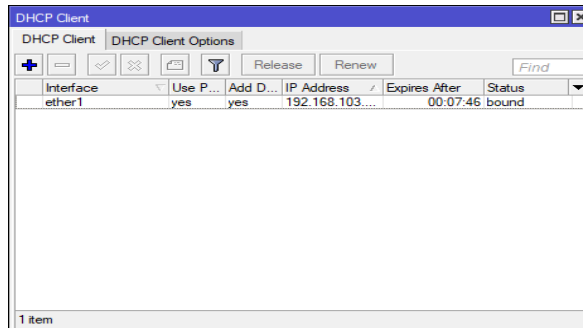 DHCP Client
DHCP Client DHCP Client Options
Release Renew Find
Interface Use P... Add D... IP Address Expires After Status
ether1 yes yes 192.168.103.... 00:07:46 bound
1 item